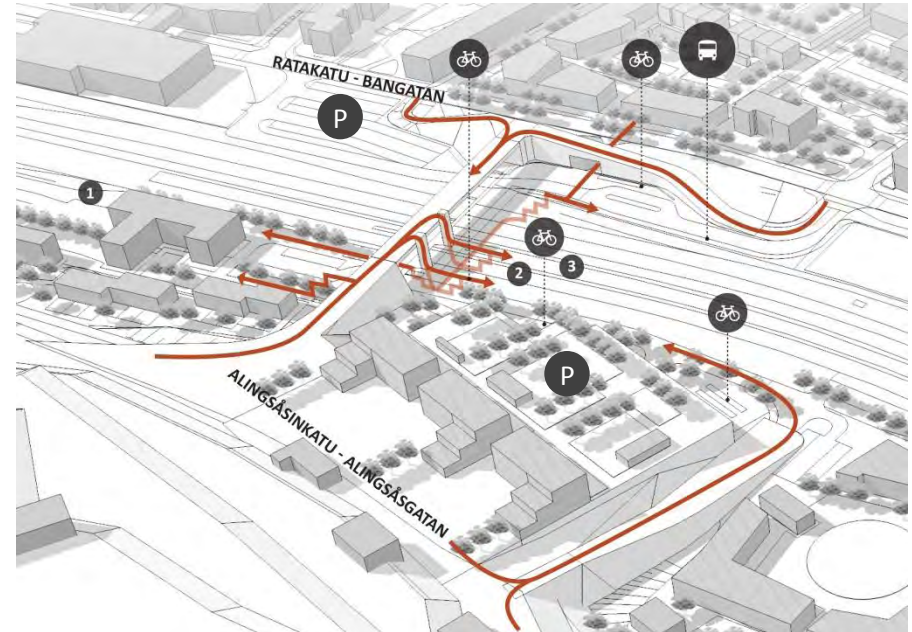 RATAKATU - BANGATAN
P
1
2
3
P
ALINGSÅSINKATU - ALINGSÅSGATAN